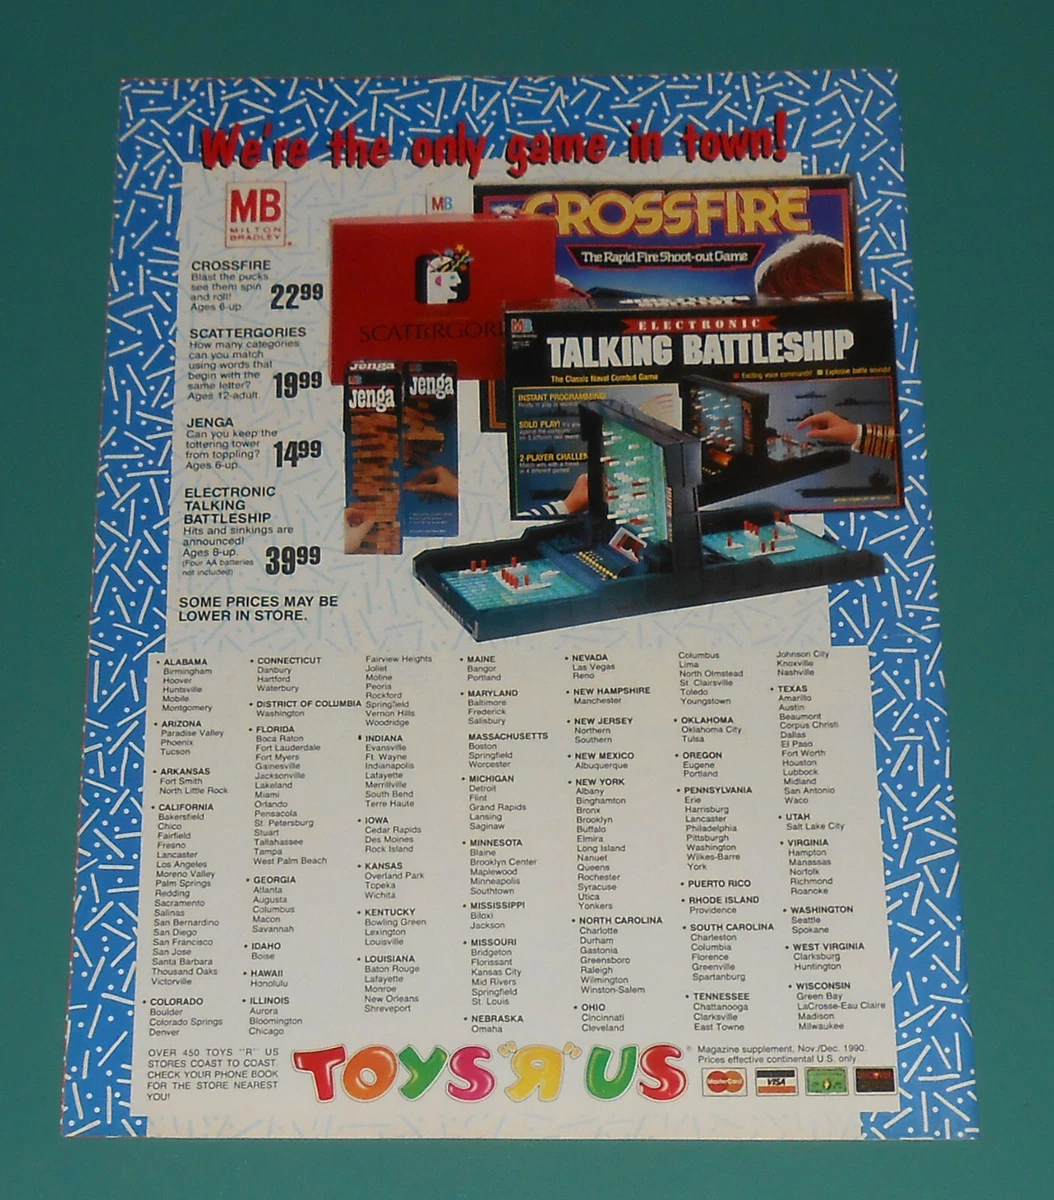 We're the only game in town!
MB
MILTON
BRADLEY
CROSSFIRE
Blast the pucks
see them spin
and roll!
Ages 6-up.
22.99
SCATTERGORIES
How many categories
can you match
using words that
begin with the
same letter?
Ages 12-adult.
19.99
JENGA
Can you keep the
tottering tower
from toppling?
Ages 6-up.
14.99
ELECTRONIC
TALKING
BATTLESHIP
Hits and sinkings are
announced!
Ages 8-up.
(Four AA batteries
not included)
39.99
SOME PRICES MAY BE
LOWER IN STORE.
MB
CROSSFIRE
The Rapid Fire Shoot-out Game
SCATTERGORI
Jenga
MB
Jenga
Jenga
MB
ELECTRONIC
TALKING BATTLESHIP
The Classic Naval Combat Game
Exciting voice commands!
Explosive battle sounds!
INSTANT PROGRAMMING!
SOLO PLAY!
2-PLAYER CHALLEN
• ALABAMA
Birmingham
Hoover
Huntsville
Mobile
Montgomery
• ARIZONA
Paradise Valley
Phoenix
Tucson
• ARKANSAS
Fort Smith
North Little Rock
• CALIFORNIA
Bakersfield
Chico
Fairfield
Fresno
Lancaster
Los Angeles
Moreno Valley
Palm Springs
Redding
Sacramento
Salinas
San Bernardino
San Diego
San Francisco
San Jose
Santa Barbara
Thousand Oaks
Victorville
• COLORADO
Boulder
Colorado Springs
Denver
• CONNECTICUT
Danbury
Hartford
Waterbury
• DISTRICT OF COLUMBIA
Washington
• FLORIDA
Boca Raton
Fort Lauderdale
Fort Myers
Gainesville
Jacksonville
Lakeland
Miami
Orlando
Pensacola
St. Petersburg
Stuart
Tallahassee
Tampa
West Palm Beach
• GEORGIA
Atlanta
Augusta
Columbus
Macon
Savannah
• IDAHO
Boise
• HAWAII
Honolulu
• ILLINOIS
Aurora
Bloomington
Chicago
Fairview Heights
Joliet
Moline
Peoria
Rockford
Springfield
Vernon Hills
Woodridge
• INDIANA
Evansville
Ft. Wayne
Indianapolis
Lafayette
Merrillville
South Bend
Terre Haute
• IOWA
Cedar Rapids
Des Moines
Rock Island
• KANSAS
Overland Park
Topeka
Wichita
• KENTUCKY
Bowling Green
Lexington
Louisville
• LOUISIANA
Baton Rouge
Lafayette
Monroe
New Orleans
Shreveport
• MAINE
Bangor
Portland
• MARYLAND
Baltimore
Frederick
Salisbury
MASSACHUSETTS
Boston
Springfield
Worcester
• MICHIGAN
Detroit
Flint
Grand Rapids
Lansing
Saginaw
• MINNESOTA
Blaine
Brooklyn Center
Maplewood
Minneapolis
Southtown
• MISSISSIPPI
Biloxi
Jackson
• MISSOURI
Bridgeton
Florissant
Kansas City
Mid Rivers
Springfield
St. Louis
• NEBRASKA
Omaha
• NEVADA
Las Vegas
Reno
• NEW HAMPSHIRE
Manchester
• NEW JERSEY
Northern
Southern
• NEW MEXICO
Albuquerque
• NEW YORK
Albany
Binghamton
Bronx
Brooklyn
Buffalo
Elmira
Long Island
Nanuet
Queens
Rochester
Syracuse
Utica
Yonkers
• NORTH CAROLINA
Charlotte
Durham
Gastonia
Greensboro
Raleigh
Wilmington
Winston-Salem
• OHIO
Cincinnati
Cleveland
Columbus
Lima
North Olmstead
St. Clairsville
Toledo
Youngstown
• OKLAHOMA
Oklahoma City
Tulsa
• OREGON
Eugene
Portland
• PENNSYLVANIA
Erie
Harrisburg
Lancaster
Philadelphia
Pittsburgh
Washington
Wilkes-Barre
York
• PUERTO RICO
• RHODE ISLAND
Providence
• SOUTH CAROLINA
Charleston
Columbia
Florence
Greenville
Spartanburg
• TENNESSEE
Chattanooga
Clarksville
East Towne
Johnson City
Knoxville
Nashville
• TEXAS
Amarillo
Austin
Beaumont
Corpus Christi
Dallas
El Paso
Fort Worth
Houston
Lubbock
Midland
San Antonio
Waco
• UTAH
Salt Lake City
• VIRGINIA
Hampton
Manassas
Norfolk
Richmond
Roanoke
• WASHINGTON
Seattle
Spokane
• WEST VIRGINIA
Clarksburg
Huntington
• WISCONSIN
Green Bay
LaCrosse-Eau Claire
Madison
Milwaukee
OVER 450 TOYS "R" US
STORES COAST TO COAST.
CHECK YOUR PHONE BOOK
FOR THE STORE NEAREST
YOU!
TOYS "R" US
Magazine supplement, Nov./Dec. 1990.
Prices effective continental U.S. only.
MasterCard
VISA